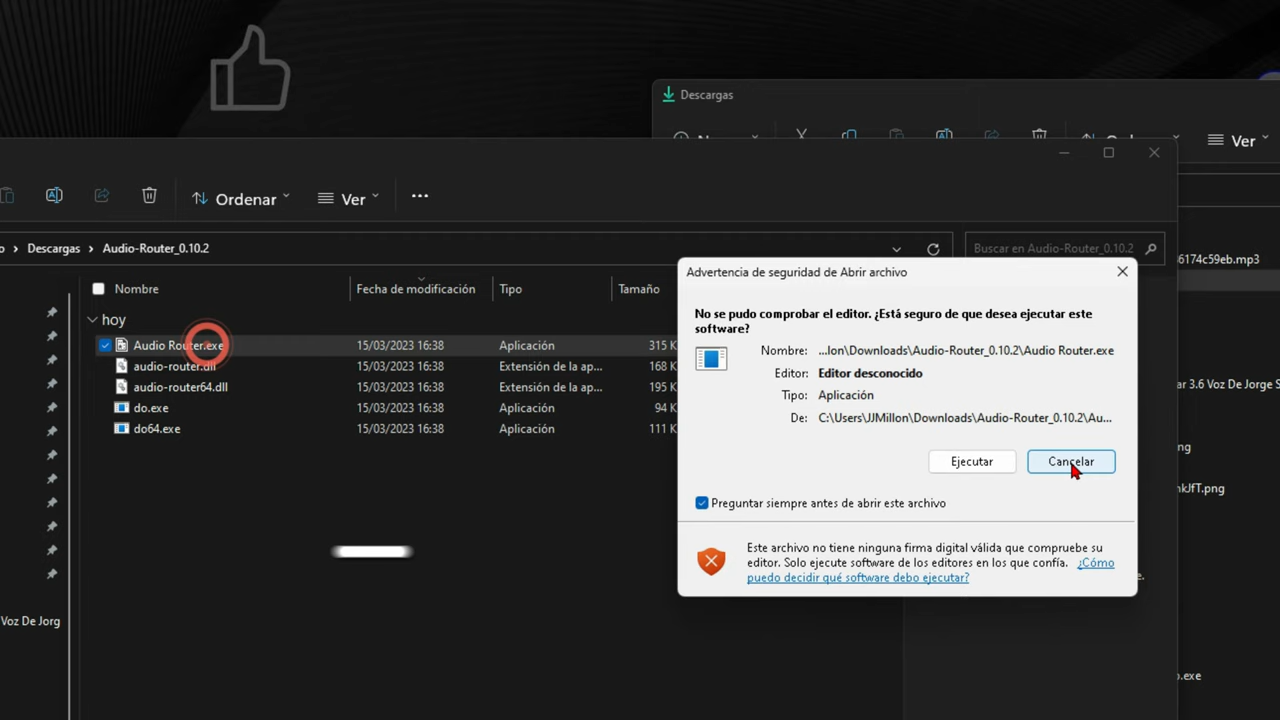 Descargas
Ver
Ordenar
Ver
Descargas
Audio-Router_0.10.2
Buscar en Audio-Router_0.10.2
6174c59eb.mp3
Nombre
Fecha de modificación
Tipo
Tamaño
hoy
Audio Router.exe
15/03/2023 16:38
Aplicación
315 K
audio-router.dll
15/03/2023 16:38
Extensión de la ap...
168 K
audio-router64.dll
15/03/2023 16:38
Extensión de la ap...
195 K
do.exe
15/03/2023 16:38
Aplicación
94 K
do64.exe
15/03/2023 16:38
Aplicación
111 K
Advertencia de seguridad de Abrir archivo
No se pudo comprobar el editor. ¿Está seguro de que desea ejecutar este
software?
Nombre: ...lon\Downloads\Audio-Router_0.10.2\Audio Router.exe
Editor: Editor desconocido
Tipo: Aplicación
De: C:\Users\JJMillon\Downloads\Audio-Router_0.10.2\Au...
Ejecutar
Cancelar
Preguntar siempre antes de abrir este archivo
Este archivo no tiene ninguna firma digital válida que compruebe su
editor. Solo ejecute software de los editores en los que confía. ¿Cómo
puedo decidir qué software debo ejecutar?
ar 3.6 Voz De Jorge S
ng
nkJfT.png
Voz De Jorg
o.exe